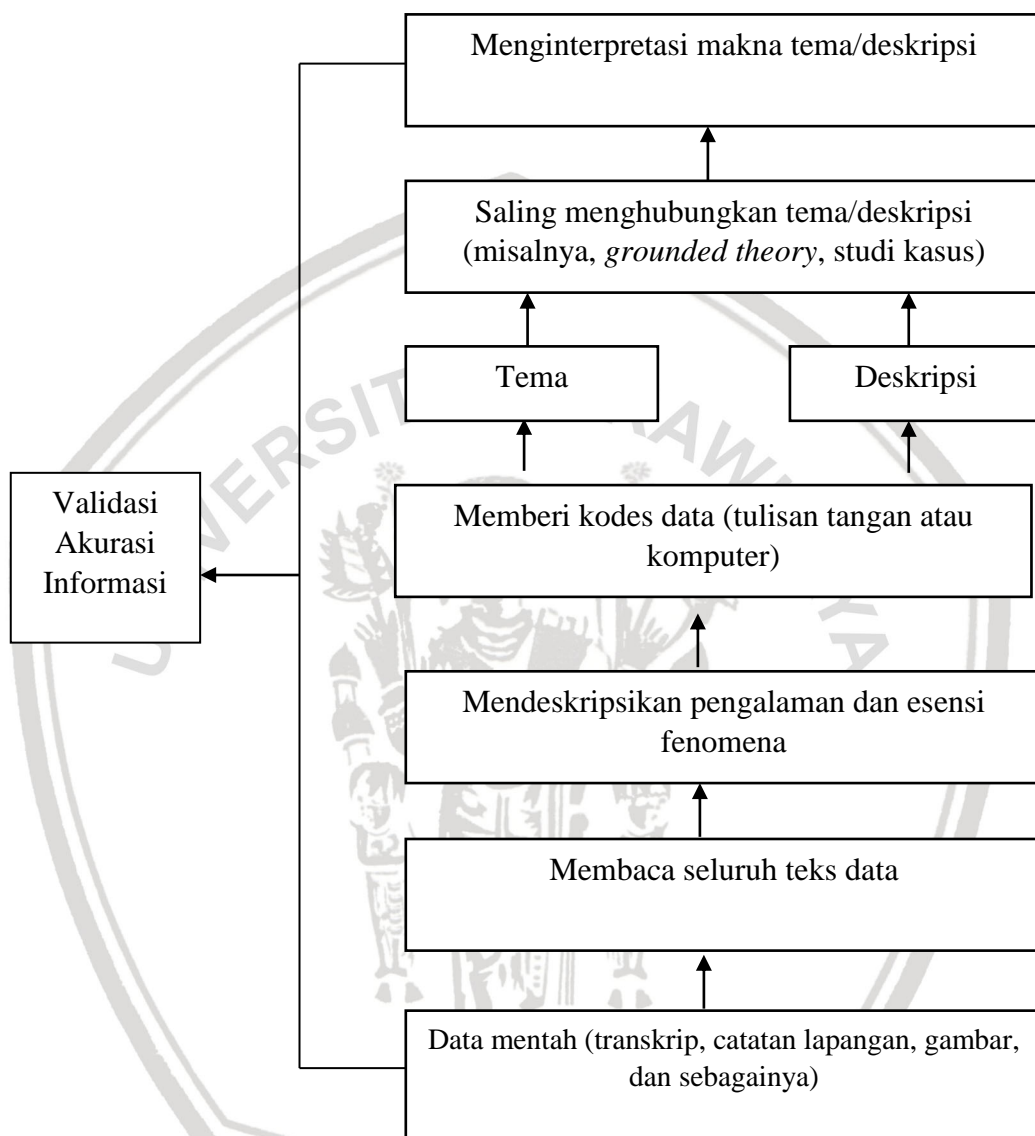 Menginterpretasi makna tema/deskripsi
Saling menghubungkan tema/deskripsi
(misalnya, grounded theory, studi kasus)
Tema
Deskripsi
Validasi
Akurasi
Informasi
Memberi kodes data (tulisan tangan atau
komputer)
Mendeskripsikan pengalaman dan esensi
fenomena
Membaca seluruh teks data
Data mentah (transkrip, catatan lapangan, gambar,
dan sebagainya)